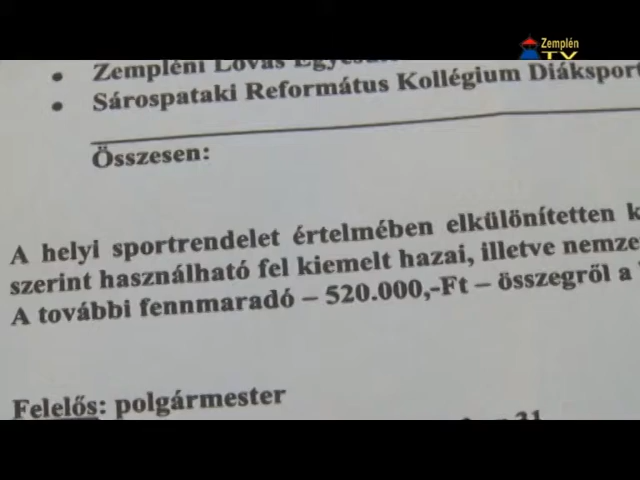 Zemplén
TV
• Zempléni Lovas
• Sárospataki Református Kollégium Diáksport
Összesen:
A helyi sportrendelet értelmében elkülönítetten k
szerint használható fel kiemelt hazai, illetve nemze
A további fennmaradó – 520.000,-Ft – összegről a
Felelős: polgármester
31